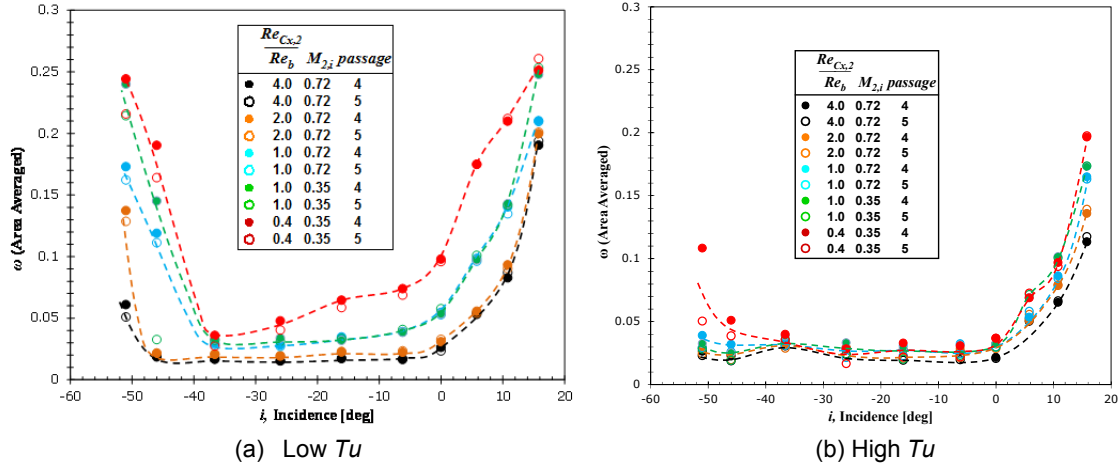 0.3
0.25
0.2
0.15
0.1
0.05
0
ω (Area Averaged)
Re_{Cx,2}
Re_b M_{2,i} passage
4.0 0.72 4
4.0 0.72 5
2.0 0.72 4
2.0 0.72 5
1.0 0.72 4
1.0 0.72 5
1.0 0.35 4
1.0 0.35 5
0.4 0.35 4
0.4 0.35 5
-60 -50 -40 -30 -20 -10 0 10 20
i, Incidence [deg]
(a) Low Tu
0.3
0.25
0.2
0.15
0.1
0.05
0
ω (Area Averaged)
Re_{Cx,2}
Re_b M_{2,i} passage
4.0 0.72 4
4.0 0.72 5
2.0 0.72 4
2.0 0.72 5
1.0 0.72 4
1.0 0.72 5
1.0 0.35 4
1.0 0.35 5
0.4 0.35 4
0.4 0.35 5
-60 -50 -40 -30 -20 -10 0 10 20
i, Incidence [deg]
(b) High Tu